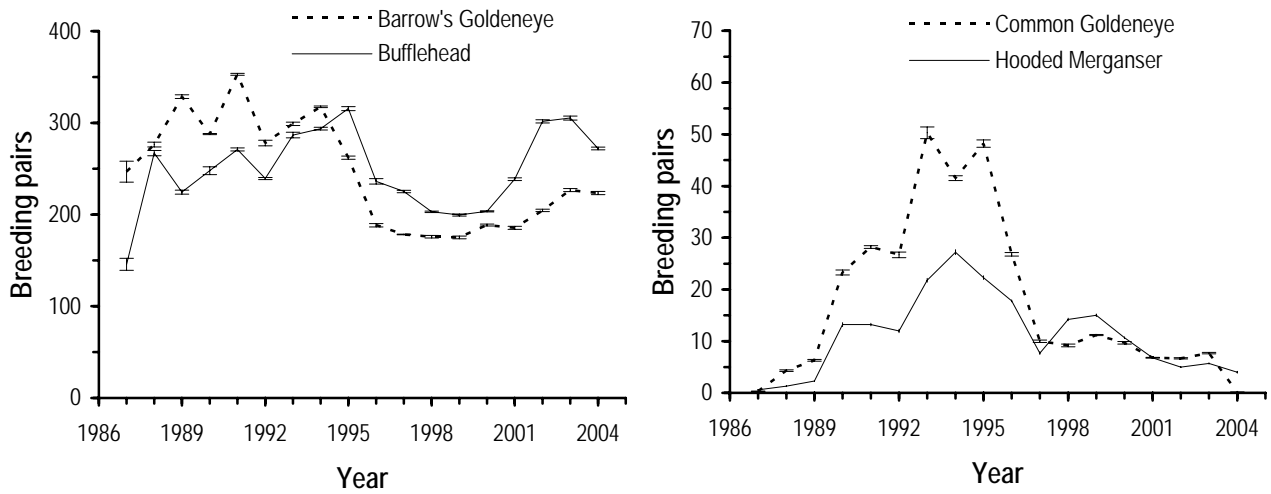 Barrow's Goldeneye
Bufflehead
400
300
200
100
0
Breeding pairs
1986 1989 1992 1995 1998 2001 2004
Year
Common Goldeneye
Hooded Merganser
70
60
50
40
30
20
10
0
Breeding pairs
1986 1989 1992 1995 1998 2001 2004
Year